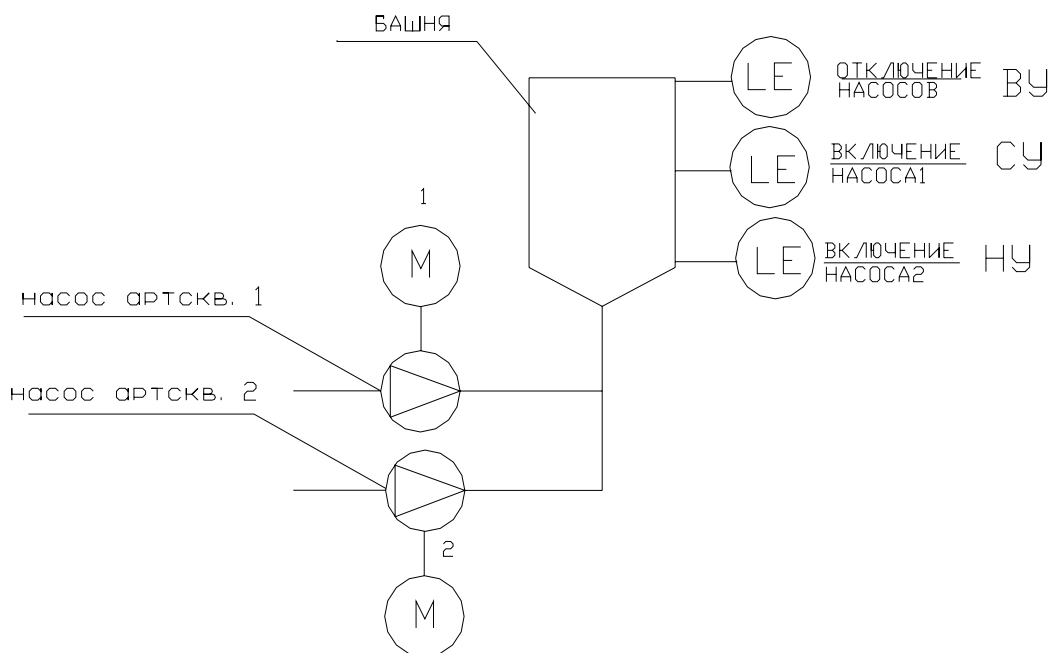 БАШНЯ
LE
ОТКЛЮЧЕНИЕ
НАСОСОВ
ВУ
LE
ВКЛЮЧЕНИЕ
НАСОСА1
СУ
1
M
LE
ВКЛЮЧЕНИЕ
НАСОСА2
НУ
насос артскв. 1
насос артскв. 2
2
M